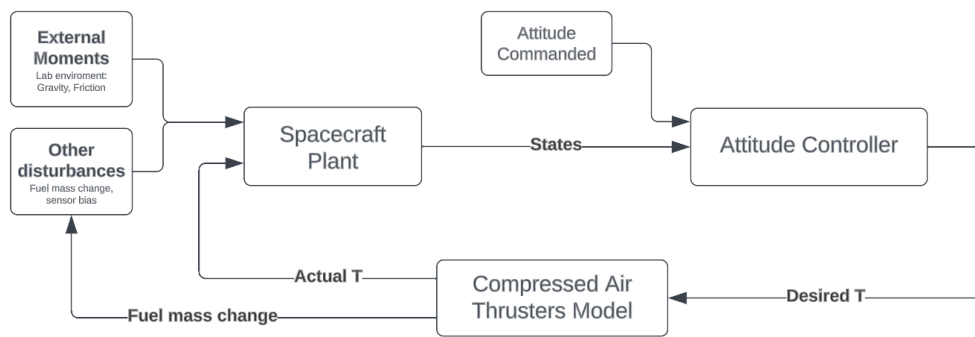 External
Moments
Lab enviroment:
Gravity, Friction
Attitude
Commanded
Spacecraft
Plant
States
Attitude Controller
Other
disturbances
Fuel mass change,
sensor bias
Actual T
Compressed Air
Thrusters Model
Desired T
Fuel mass change